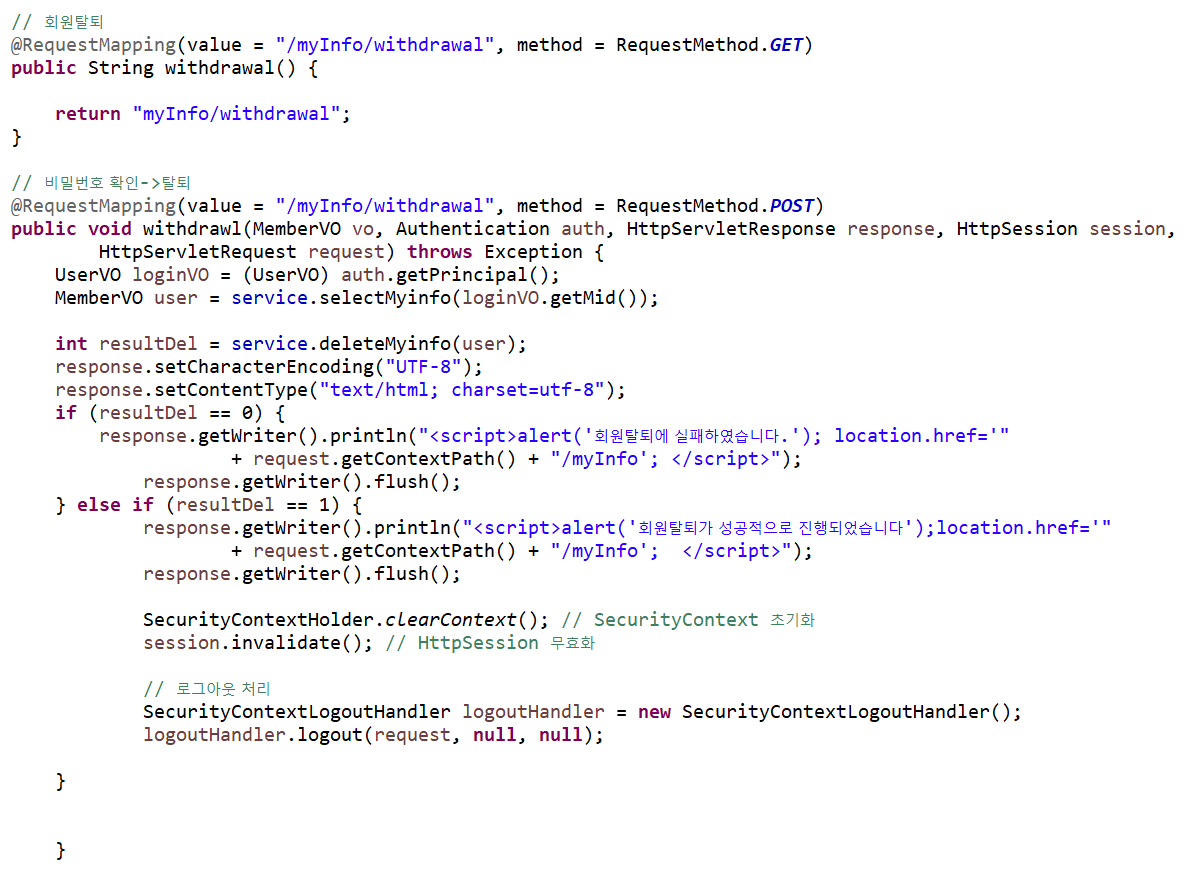 // 회원탈퇴
@RequestMapping(value = "/myInfo/withdrawal", method = RequestMethod.GET)
public String withdrawal() {
return "myInfo/withdrawal";
}
// 비밀번호 확인->탈퇴
@RequestMapping(value = "/myInfo/withdrawal", method = RequestMethod.POST)
public void withdrawl(MemberVO vo, Authentication auth, HttpServletResponse response, HttpSession session,
HttpServletRequest request) throws Exception {
UserVO loginVO = (UserVO) auth.getPrincipal();
MemberVO user = service.selectMyinfo(loginVO.getMid());
int resultDel = service.deleteMyinfo(user);
response.setCharacterEncoding("UTF-8");
response.setContentType("text/html; charset=utf-8");
if (resultDel == 0) {
response.getWriter().println("<script>alert('회원탈퇴에 실패하였습니다.'); location.href='"
+ request.getContextPath() + "/myInfo'; </script>");
response.getWriter().flush();
} else if (resultDel == 1) {
response.getWriter().println("<script>alert('회원탈퇴가 성공적으로 진행되었습니다');location.href='"
+ request.getContextPath() + "/myInfo';  </script>");
response.getWriter().flush();
SecurityContextHolder.clearContext(); // SecurityContext 초기화
session.invalidate(); // HttpSession 무효화
// 로그아웃 처리
SecurityContextLogoutHandler logoutHandler = new SecurityContextLogoutHandler();
logoutHandler.logout(request, null, null);
}
}